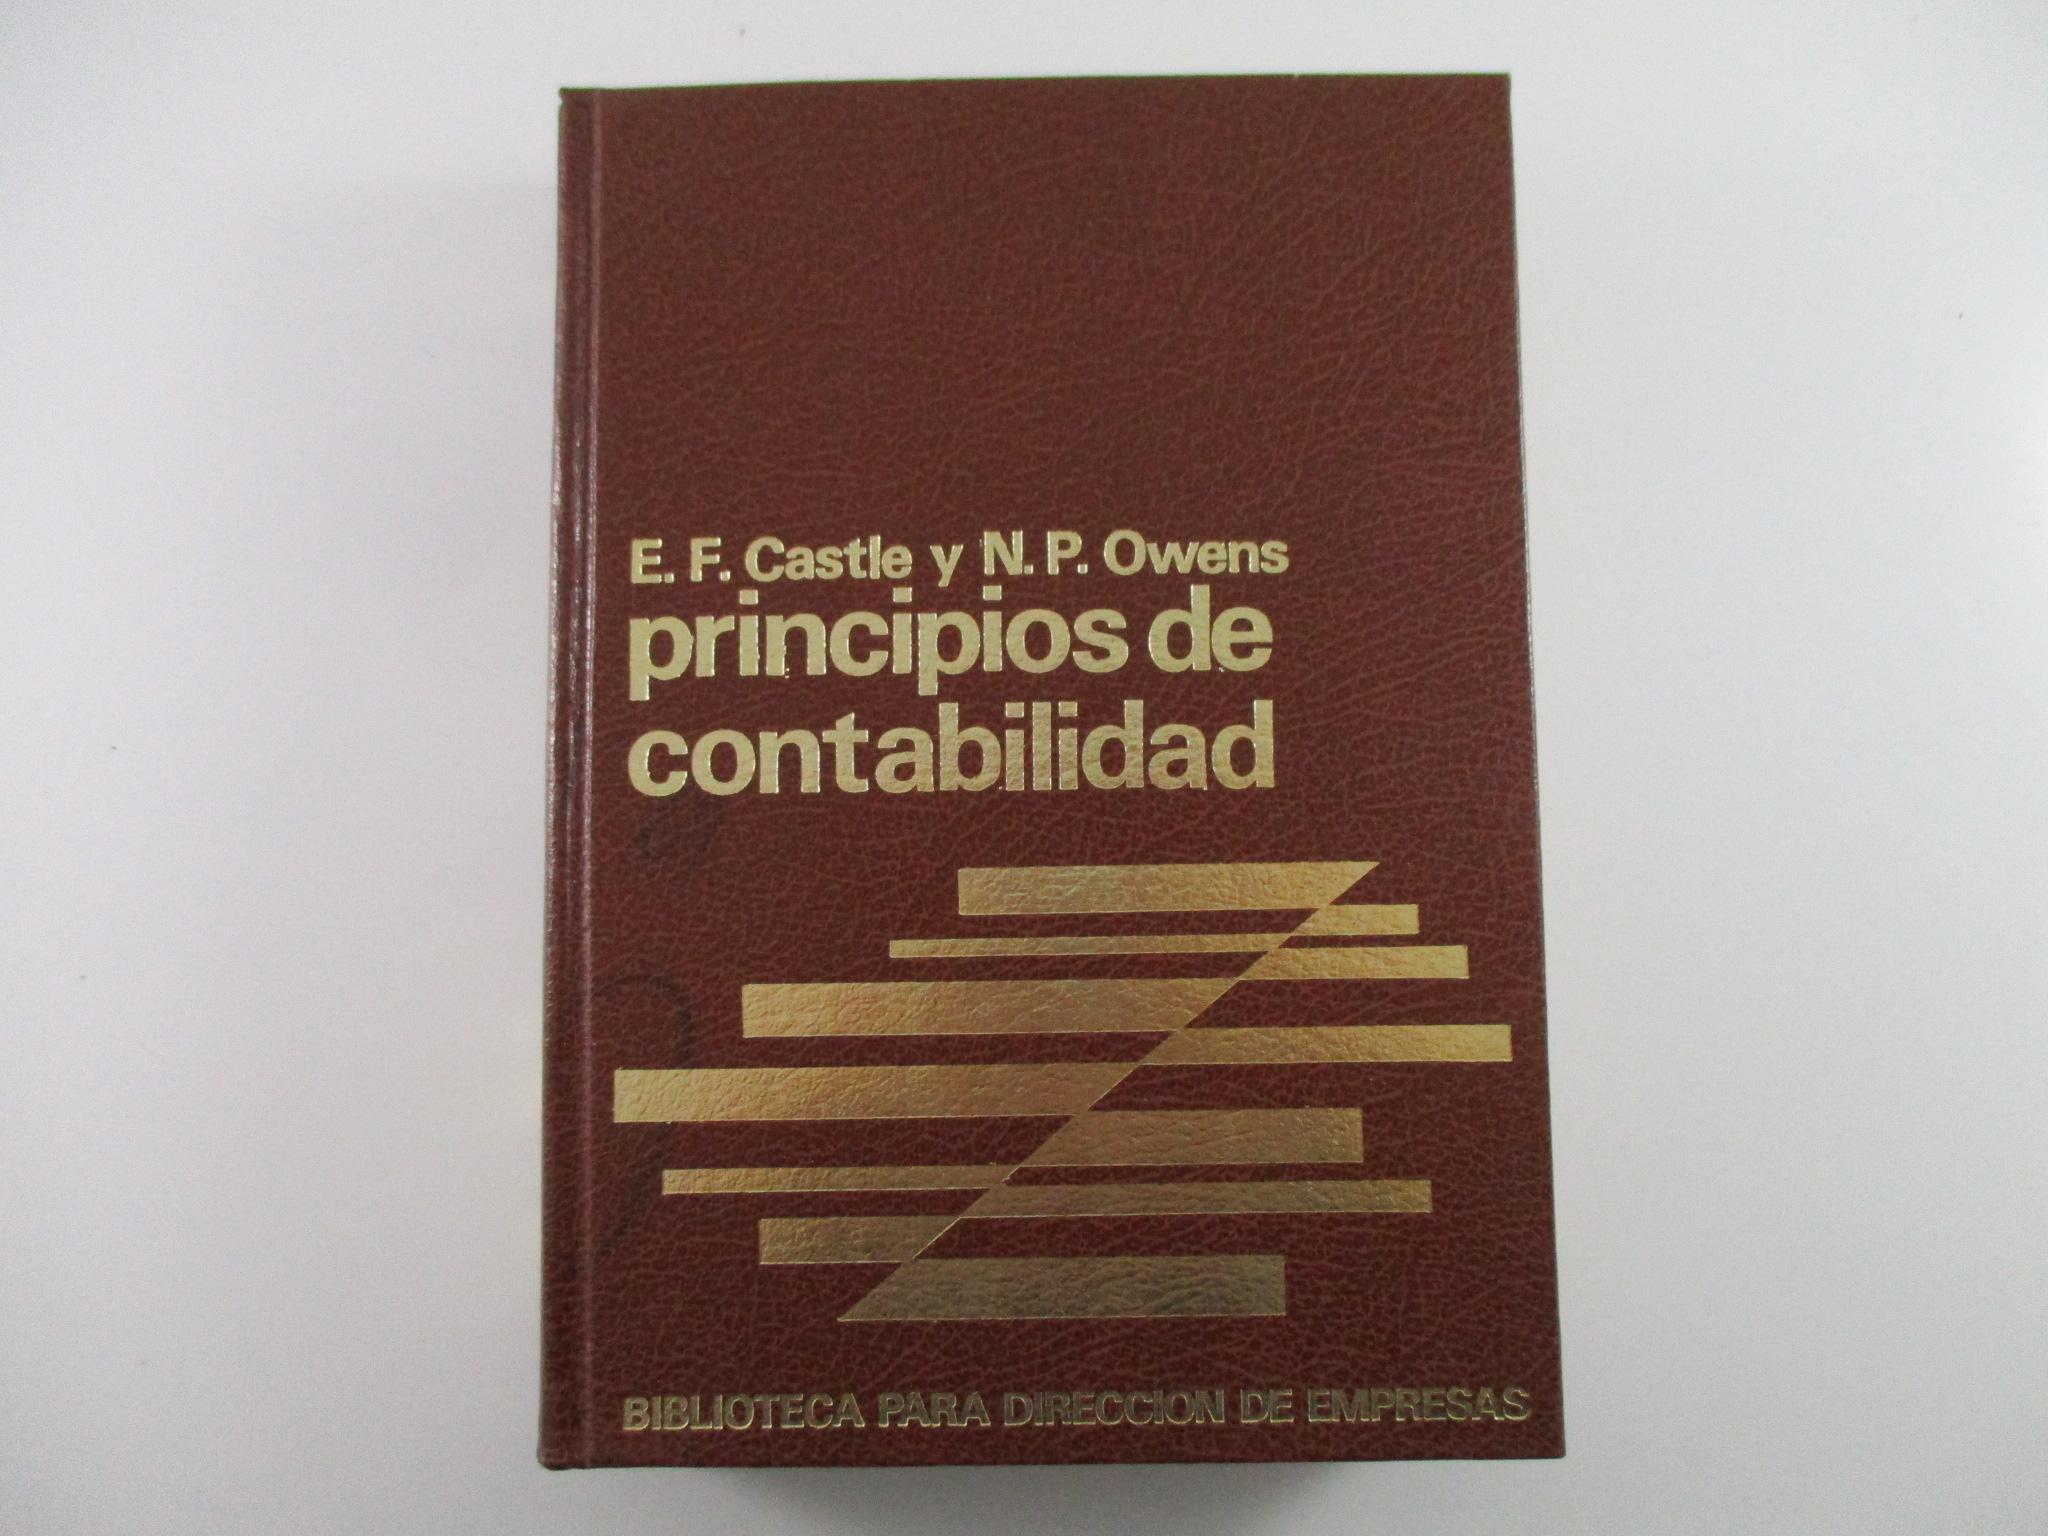 E. F. Castle y N. P. Owens
principios de
contabilidad
BIBLIOTECA PARA DIRECCION DE EMPRESAS